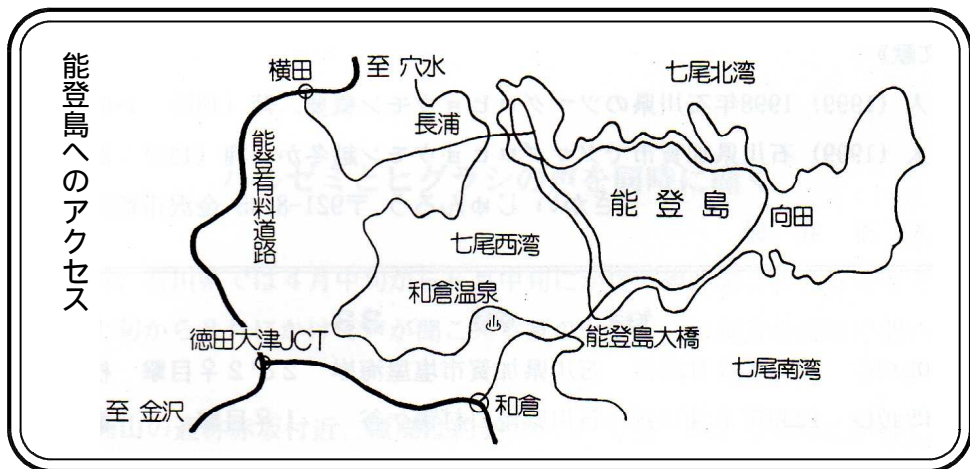 能登島へのアクセス
横田
至 穴水
七尾北湾
長浦
能登有料道路
能登島
向田
七尾西湾
和倉温泉
徳田大津JCT
能登島大橋
七尾南湾
和倉
至 金沢